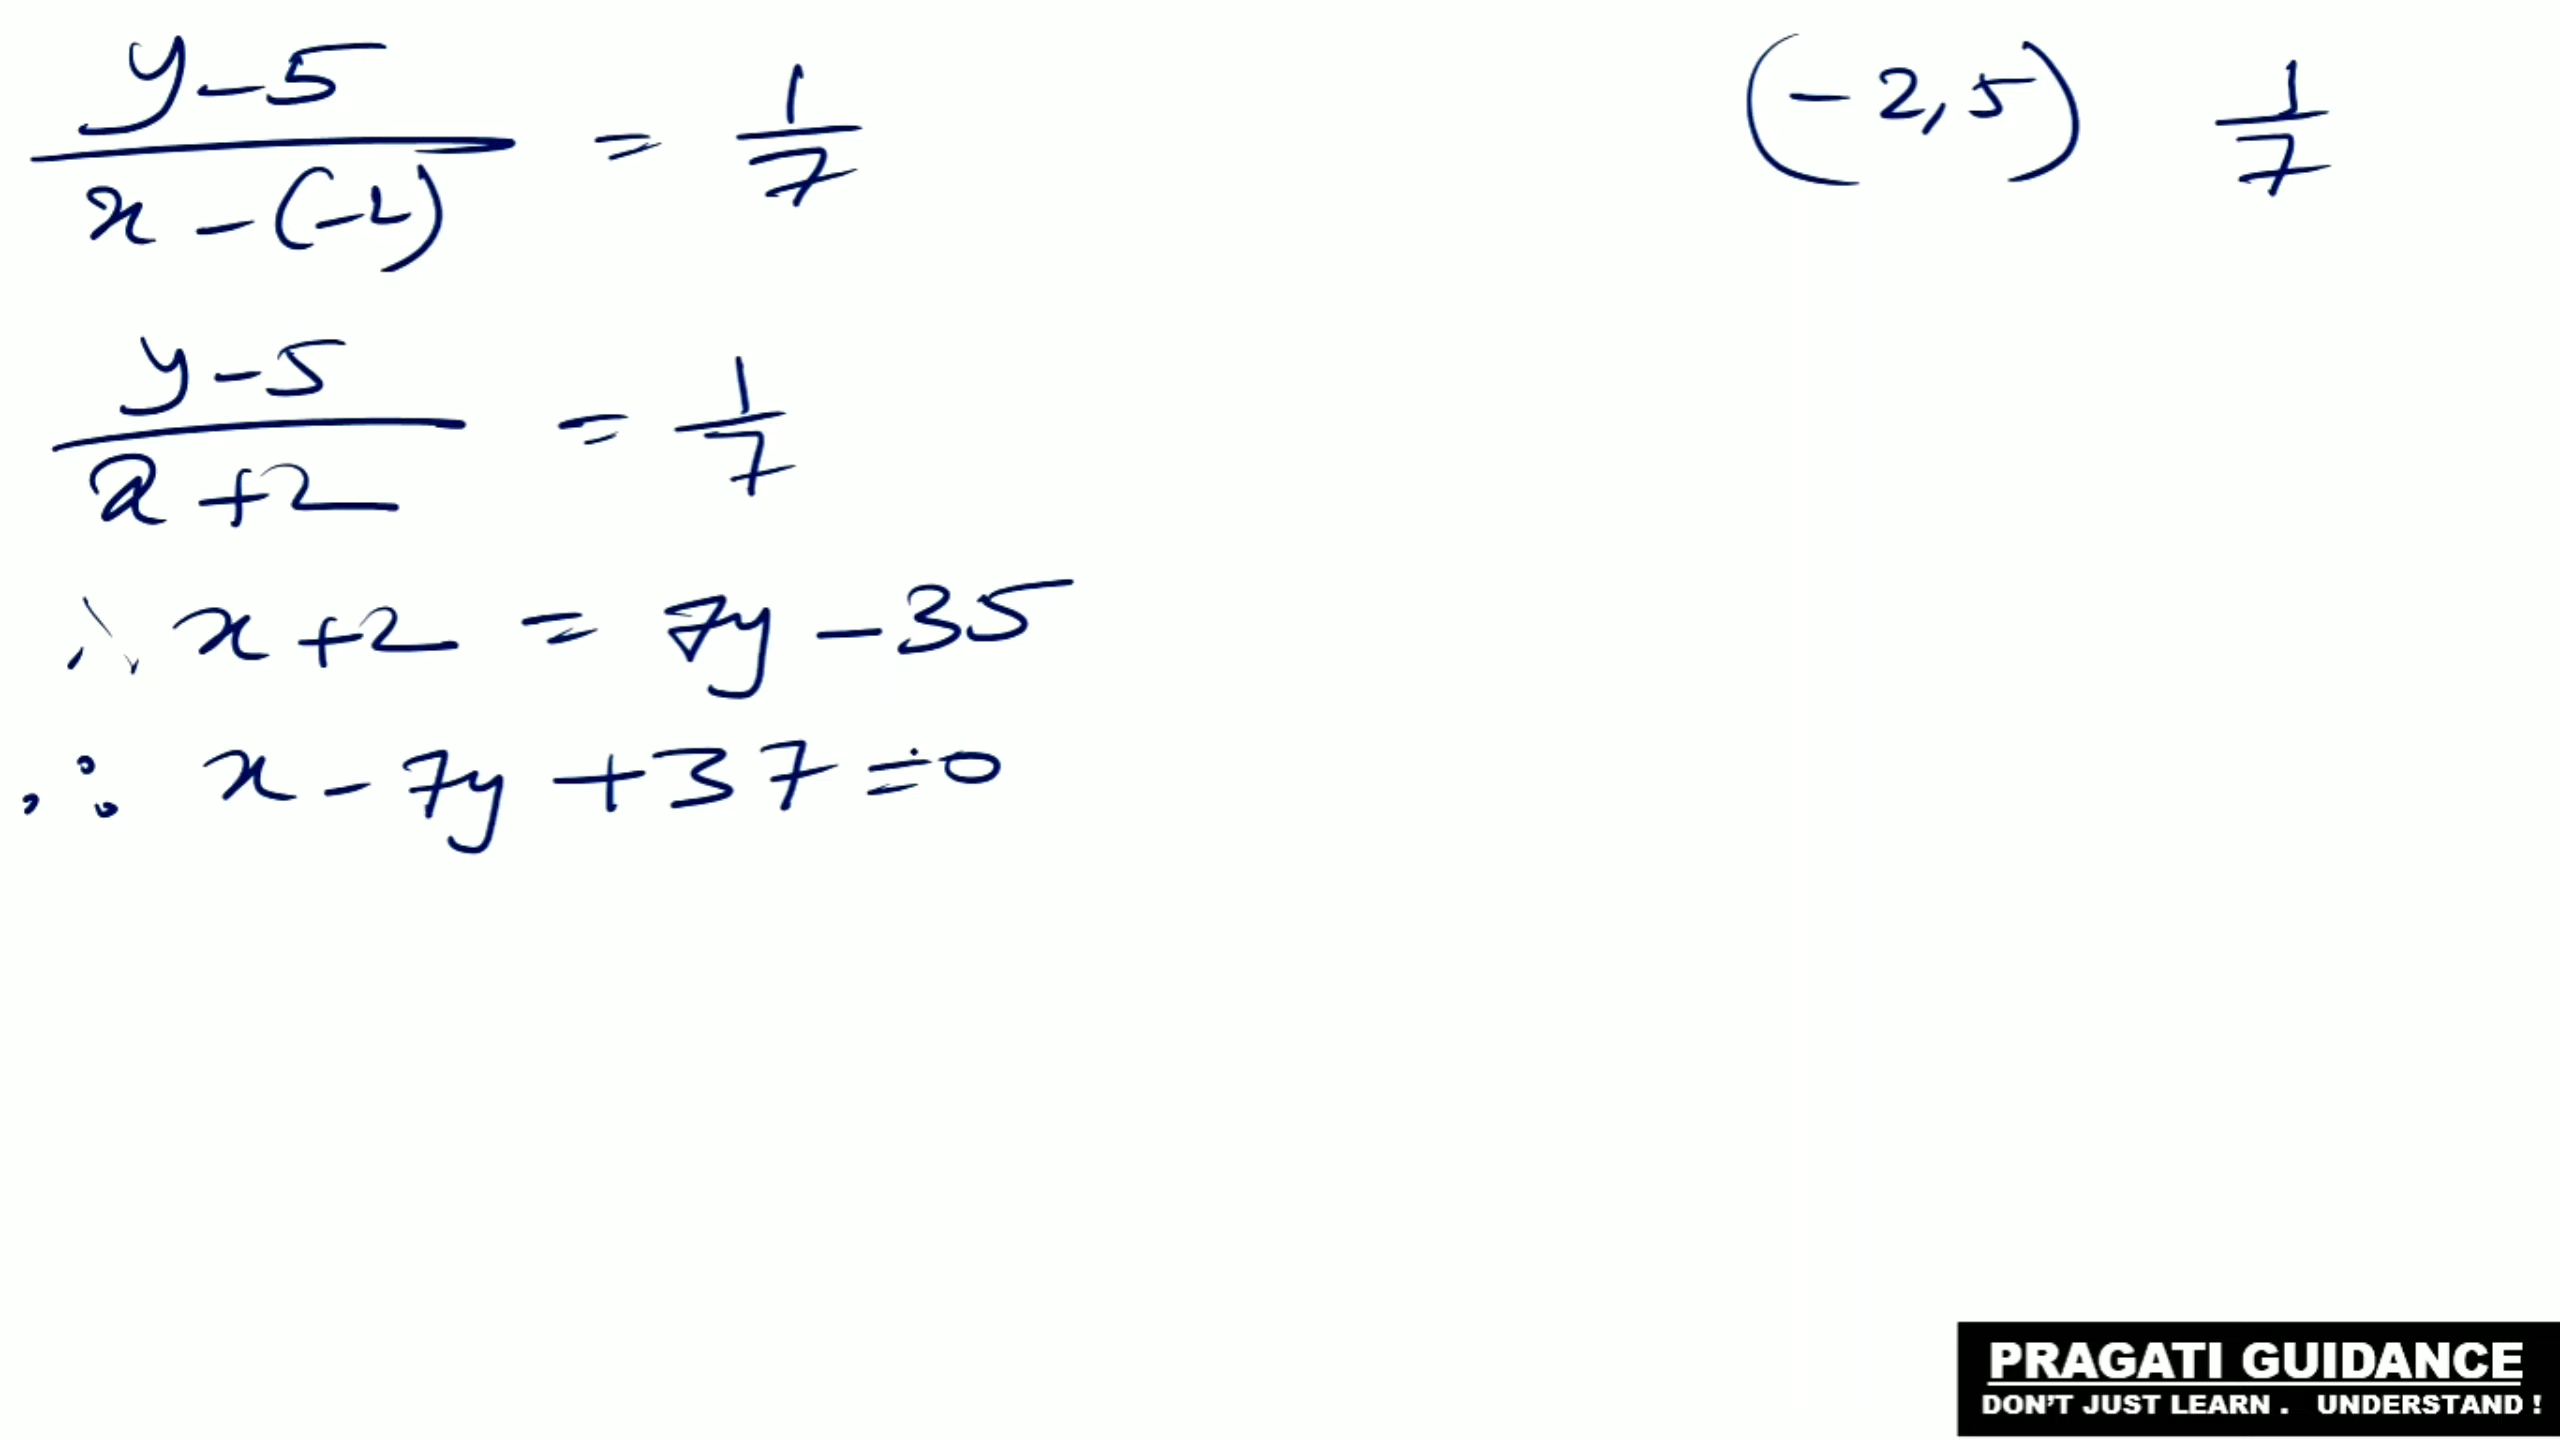 y-5/x-(-2) = 1/7
(-2,5) 1/7
y-5/x+2 = 1/7
∴ x+2 = 7y-35
∴ x-7y+37=0
PRAGATI GUIDANCE
DON'T JUST LEARN. UNDERSTAND!